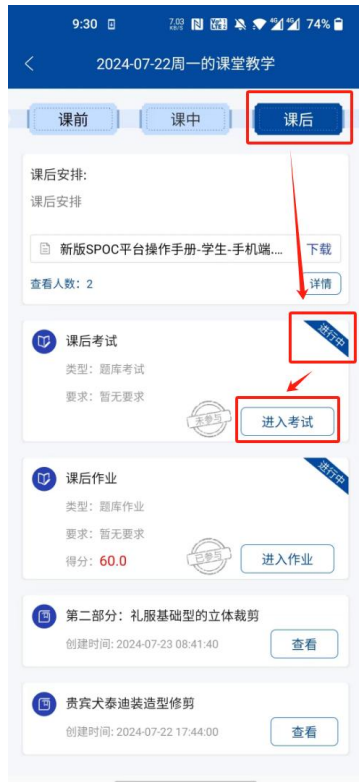 9:30 7.03 KB/S 4G 4G 74%
2024-07-22周一的课堂教学
课前 课中 课后
课后安排:
课后安排
新版SPOC平台操作手册-学生-手机端.... 下载
查看人数：2 详情
课后考试 进行中
类型：题库考试
要求：暂无要求
未参与 进入考试
课后作业 进行中
类型：题库作业
要求：暂无要求
得分：60.0 已参与 进入作业
第二部分：礼服基础型的立体裁剪
创建时间: 2024-07-23 08:41:40 查看
贵宾犬泰迪装造型修剪
创建时间: 2024-07-22 17:44:00 查看